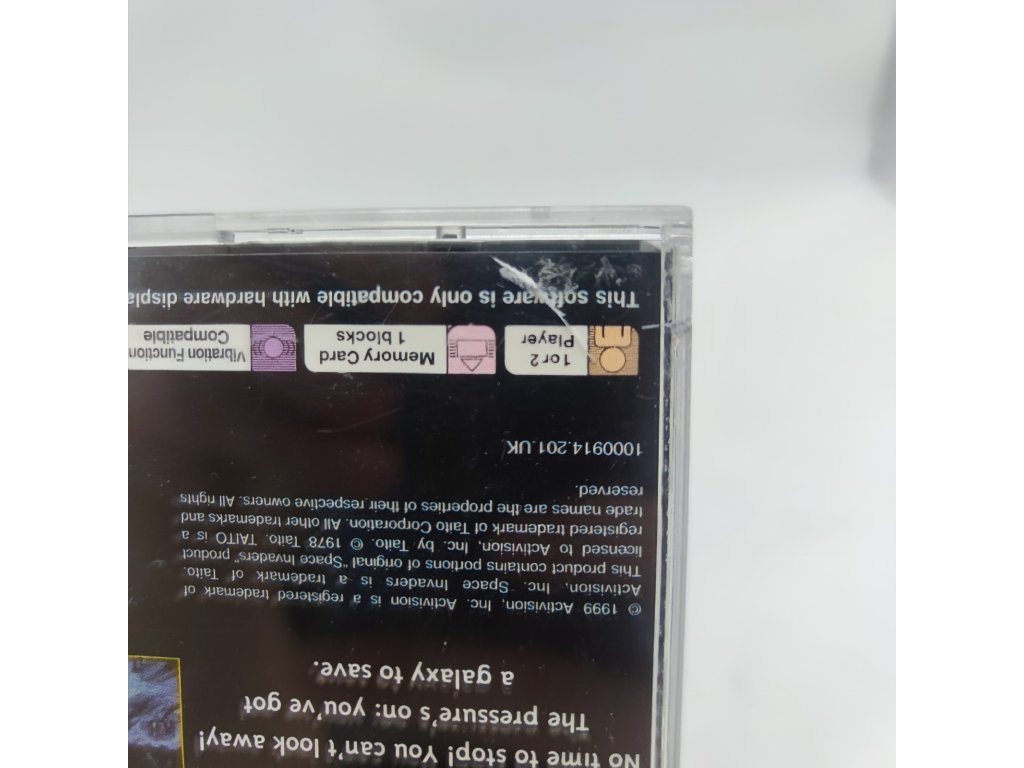 No time to stop! You can't look away!
The pressure's on: you've got
a galaxy to save.
© 1999 Activision, Inc. Activision is a registered trademark of
Activision, Inc. Space Invaders is a trademark of Taito.
This product contains portions of original "Space Invaders" product
licensed to Activision, Inc. by Taito. © 1978 Taito. TAITO is a
registered trademark of Taito Corporation. All other trademarks and
trade names are the properties of their respective owners. All rights
reserved.
1000914.201.UK
1 or 2
Player
Memory Card
1 blocks
Vibration Function
Compatible
This software is only compatible with hardware displa